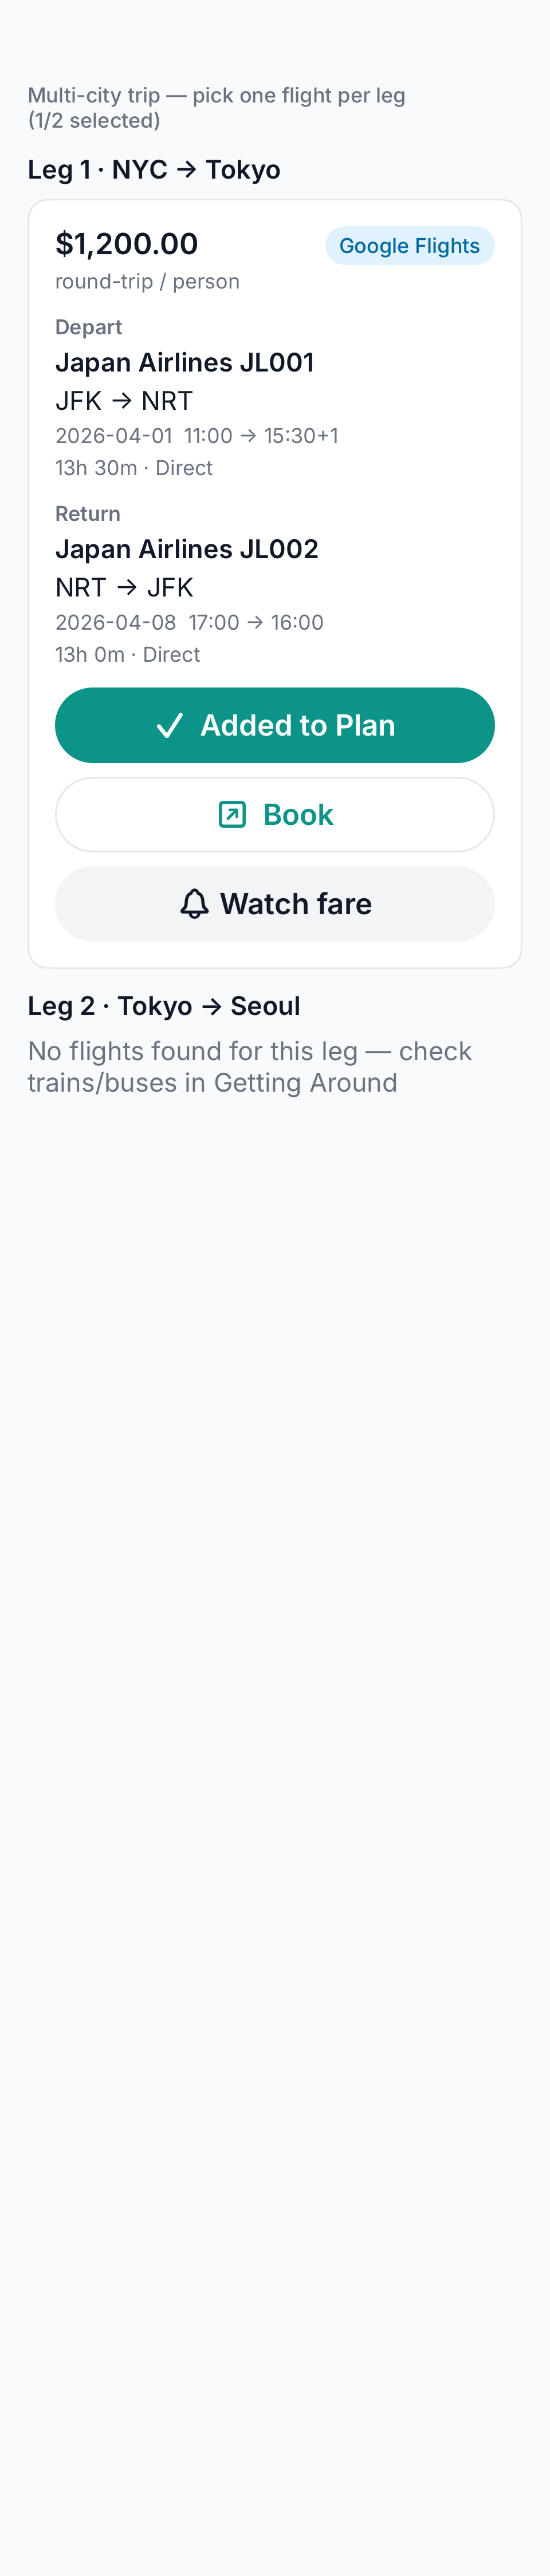 Multi-city trip — pick one flight per leg
(1/2 selected)
Leg 1 · NYC → Tokyo
$1,200.00
Google Flights
round-trip / person
Depart
Japan Airlines JL001
JFK → NRT
2026-04-01 11:00 → 15:30+1
13h 30m · Direct
Return
Japan Airlines JL002
NRT → JFK
2026-04-08 17:00 → 16:00
13h 0m · Direct
Added to Plan
Book
Watch fare
Leg 2 · Tokyo → Seoul
No flights found for this leg — check
trains/buses in Getting Around